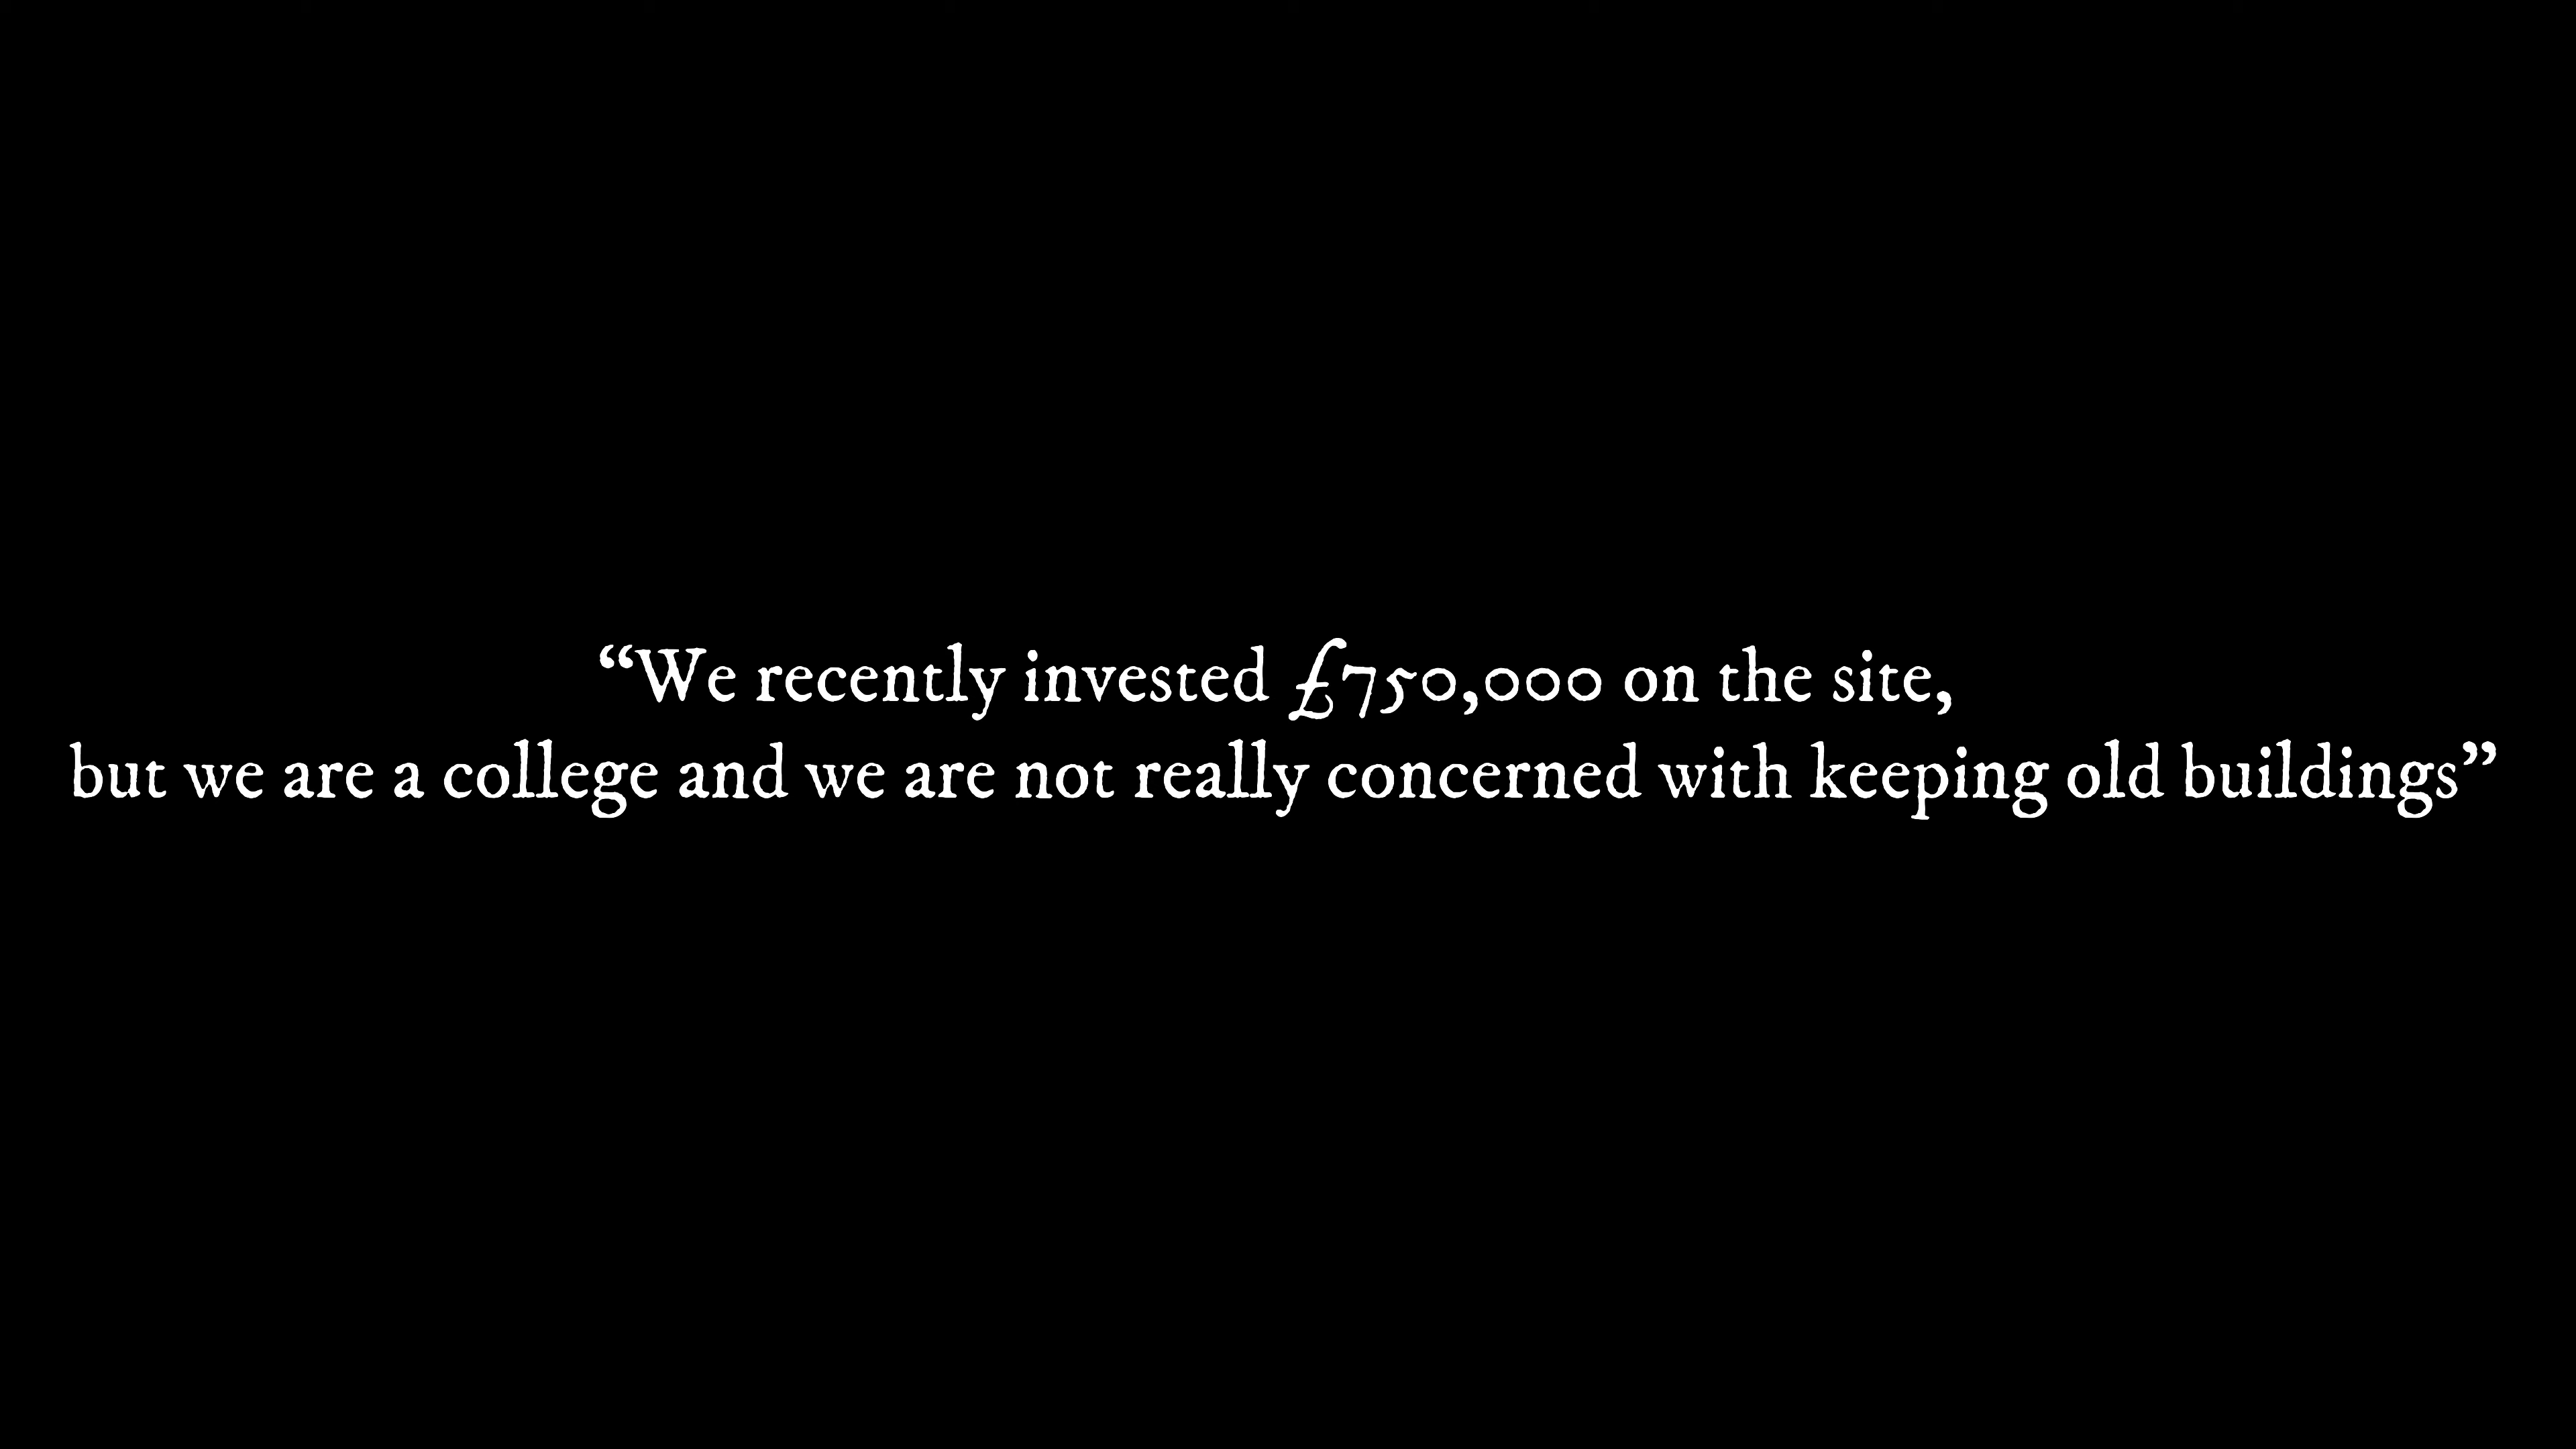 “We recently invested £750,000 on the site,
but we are a college and we are not really concerned with keeping old buildings”